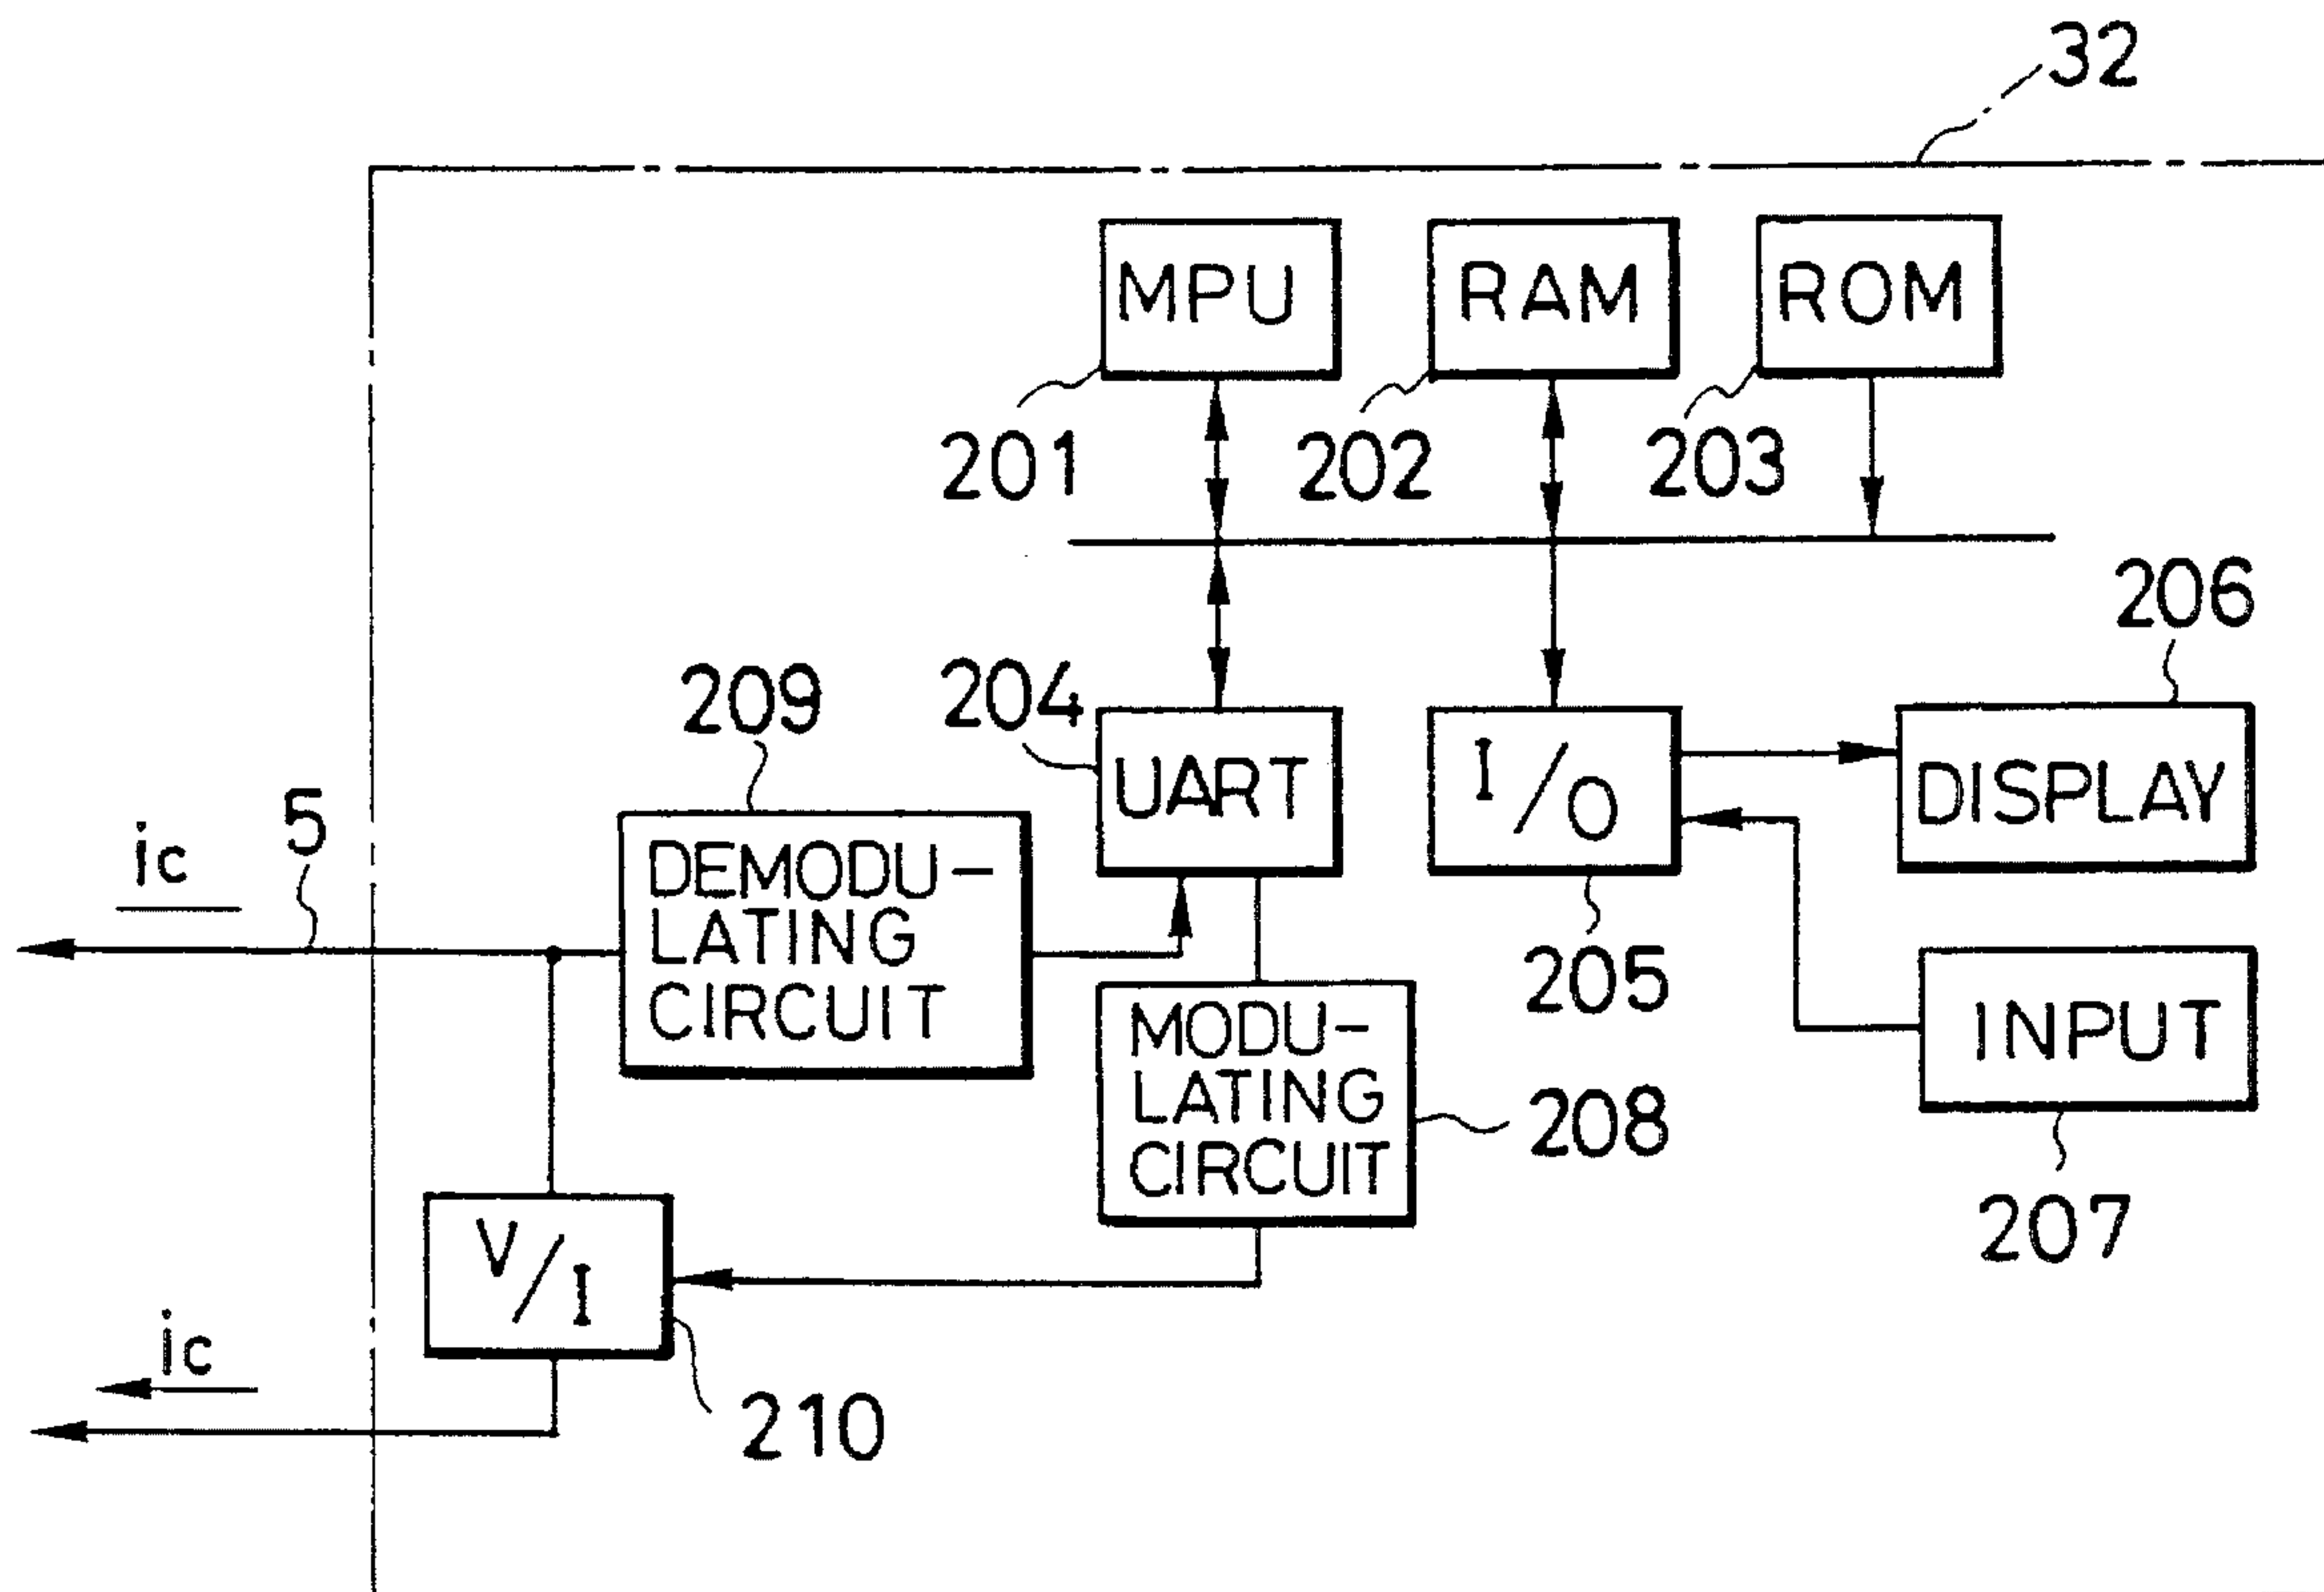 32
MPU
RAM
ROM
201
202
203
206
209
204
UART
I/O
DISPLAY
5
ic
DEMODU-
LATING
CIRCUIT
205
INPUT
MODU-
LATING
CIRCUIT
208
207
V/I
ic
210